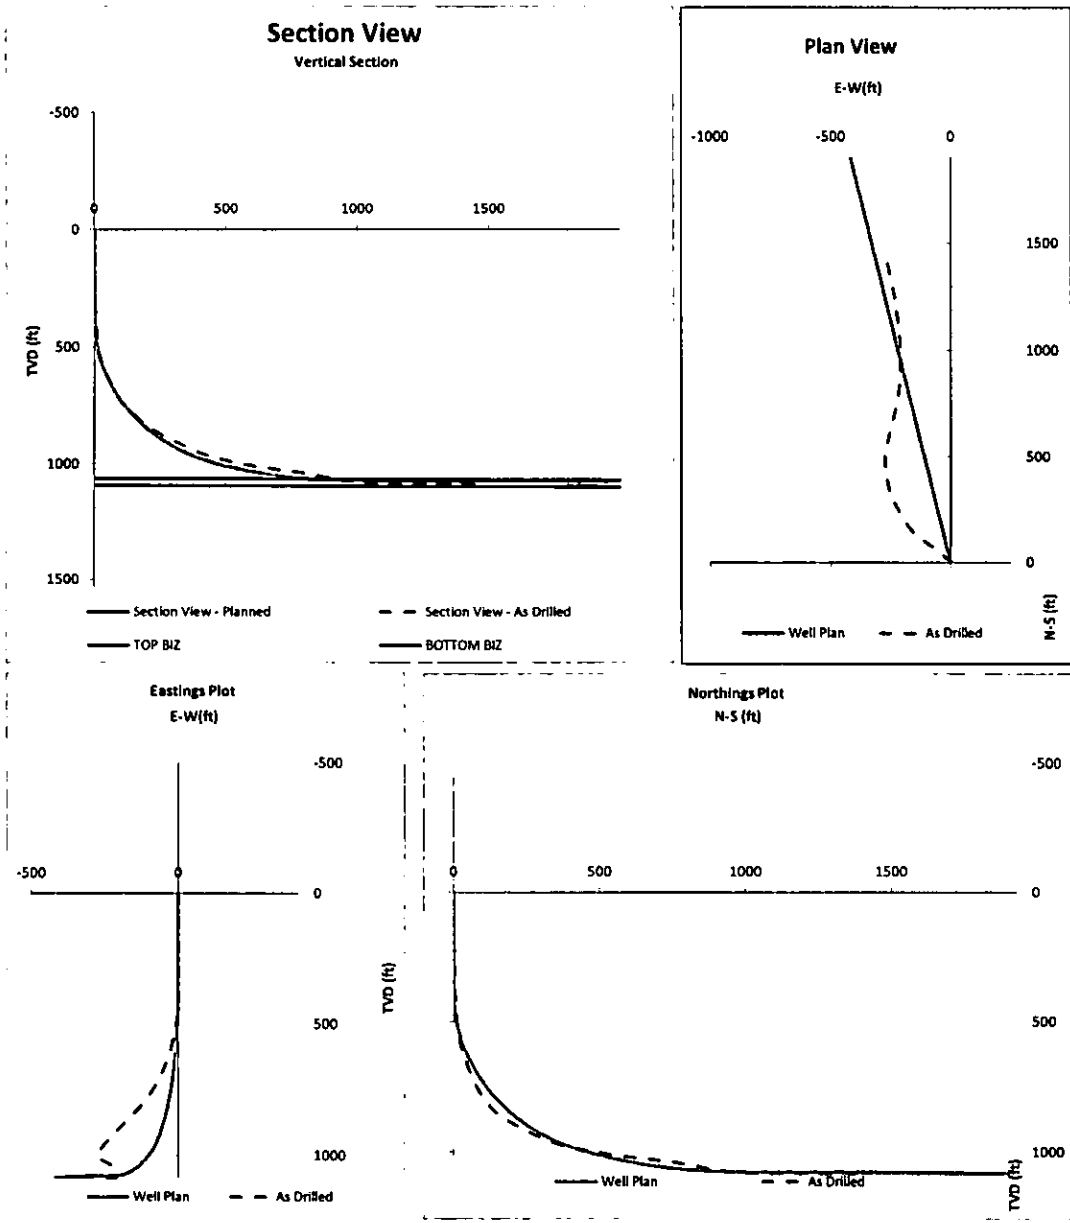 Section View
Vertical Section
-500
0 500 1000 1500
0
500
1000
1500
TVD (ft)
Section View - Planned Section View - As Drilled
TOP BIZ BOTTOM BIZ
Plan View
E-W(ft)
-1000 -500 0
1500
1000
500
0
N-S (ft)
Well Plan As Drilled
Eastings Plot
E-W(ft)
-500
-500 0
0
500
1000
TVD (ft)
Well Plan As Drilled
Northings Plot
N-S (ft)
-500
0 500 1000 1500
0
500
1000
TVD (ft)
Well Plan As Drilled